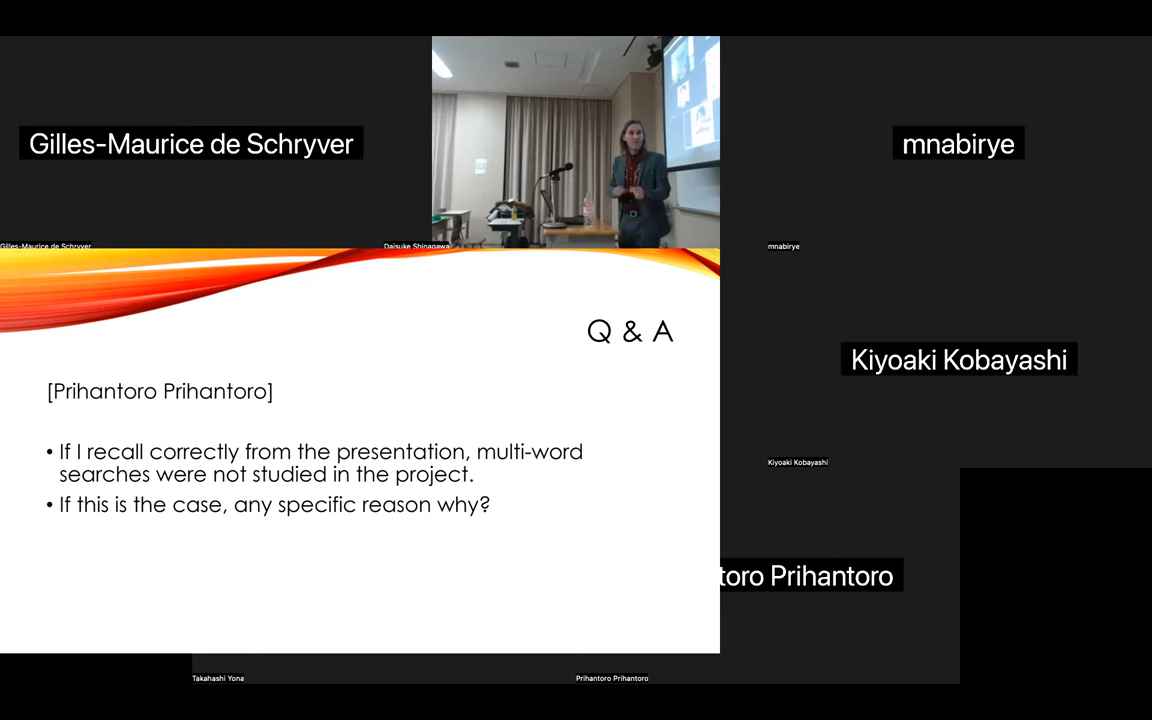 Gilles-Maurice de Schryver
mnabirye
Gilles-Maurice de Schryver
Daisuke Shinagawa
mnabirye
Q & A
[Prihantoro Prihantoro]
• If I recall correctly from the presentation, multi-word
searches were not studied in the project.
• If this is the case, any specific reason why?
Kiyoaki Kobayashi
Kiyoaki Kobayashi
toro Prihantoro
Takahashi Yona
Prihantoro Prihantoro